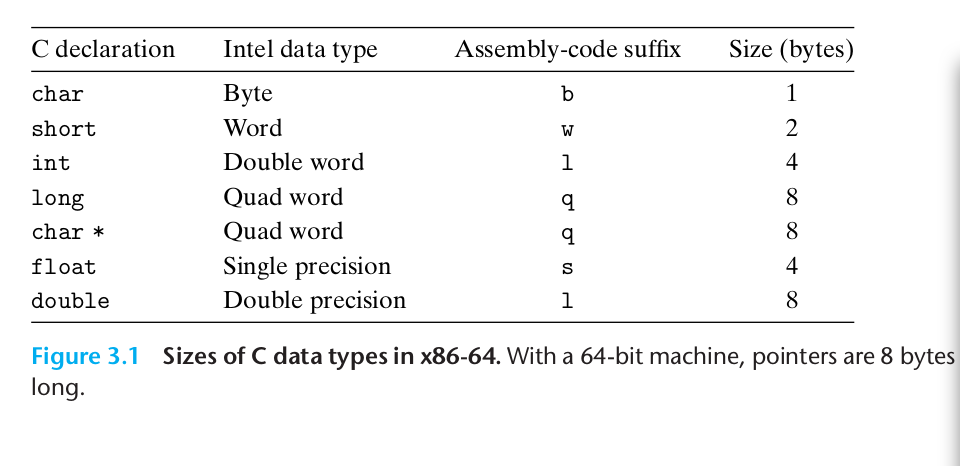 C declaration Intel data type Assembly-code suffix Size (bytes)
char Byte b 1
short Word w 2
int Double word l 4
long Quad word q 8
char * Quad word q 8
float Single precision s 4
double Double precision l 8
Figure 3.1 Sizes of C data types in x86-64. With a 64-bit machine, pointers are 8 bytes
long.